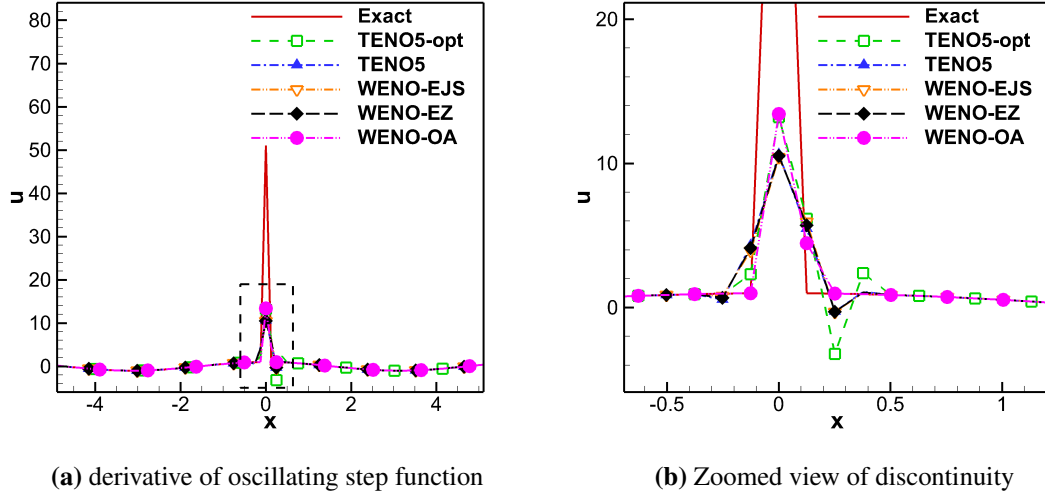 80
70
60
50
40
30
20
10
0
u
-4
-2
0
2
4
x
Exact
TENO5-opt
TENO5
WENO-EJS
WENO-EZ
WENO-OA
(a) derivative of oscillating step function
20
10
0
u
-0.5
0
0.5
1
x
Exact
TENO5-opt
TENO5
WENO-EJS
WENO-EZ
WENO-OA
(b) Zoomed view of discontinuity